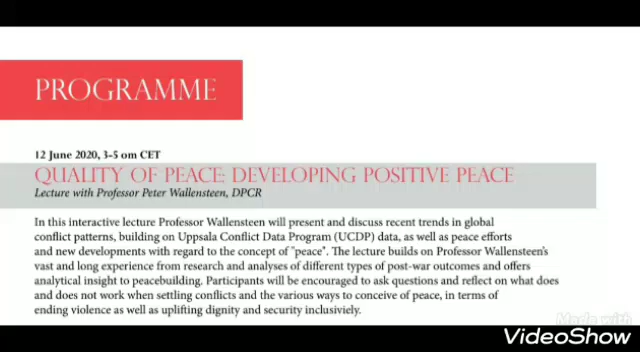 PROGRAMME
12 June 2020, 3-5 om CET
QUALITY OF PEACE: DEVELOPING POSITIVE PEACE
Lecture with Professor Peter Wallensteen, DPCR
In this interactive lecture Professor Wallensteen will present and discuss recent trends in global
conflict patterns, building on Uppsala Conflict Data Program (UCDP) data, as well as peace efforts
and new developments with regard to the concept of "peace". The lecture builds on Professor Wallensteen's
vast and long experience from research and analyses of different types of post-war outcomes and offers
analytical insight to peacebuilding. Participants will be encouraged to ask questions and reflect on what does
and does not work when settling conflicts and the various ways to conceive of peace, in terms of
ending violence as well as uplifting dignity and security inclusiviely.
Made with
VideoShow